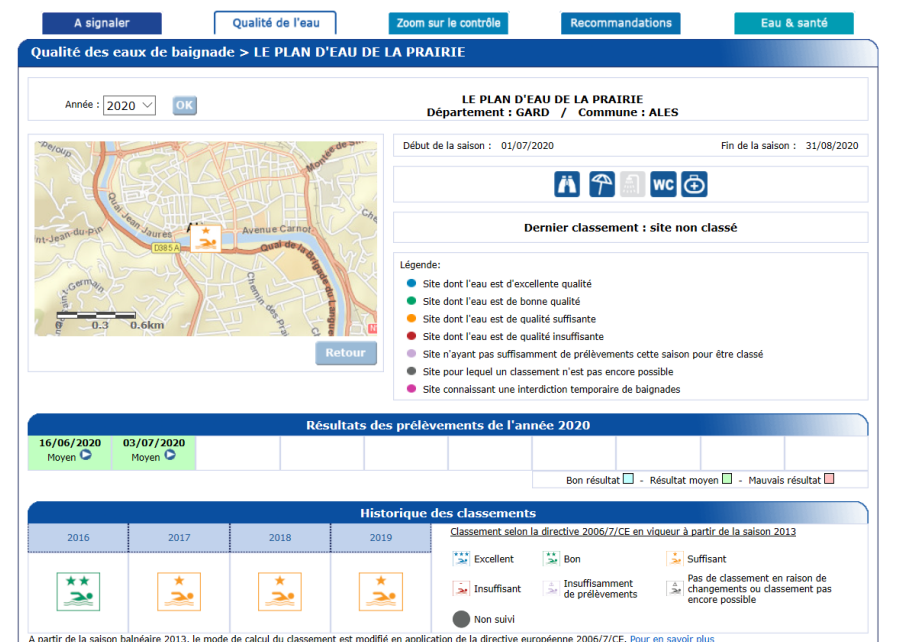 A signaler
Qualité de l'eau
Zoom sur le contrôle
Recommandations
Eau & santé
Qualité des eaux de baignade > LE PLAN D'EAU DE LA PRAIRIE
Année : 2020 OK
LE PLAN D'EAU DE LA PRAIRIE
Département : GARD / Commune : ALES
Début de la saison : 01/07/2020
Fin de la saison : 31/08/2020
WC
Dernier classement : site non classé
Quai Jean Jaures
nt-Jean-du-Pin
Avenue Carnot
D385 A
Quai de la Brigade du Langue
Chemin des Prai
0 0.3 0.6km
Retour
Légende:
Site dont l'eau est d'excellente qualité
Site dont l'eau est de bonne qualité
Site dont l'eau est de qualité suffisante
Site dont l'eau est de qualité insuffisante
Site n'ayant pas suffisamment de prélèvements cette saison pour être classé
Site pour lequel un classement n'est pas encore possible
Site connaissant une interdiction temporaire de baignades
Résultats des prélèvements de l'année 2020
16/06/2020 03/07/2020
Moyen Moyen
Bon résultat - Résultat moyen - Mauvais résultat
Historique des classements
2016 2017 2018 2019
Classement selon la directive 2006/7/CE en vigueur à partir de la saison 2013
Excellent
Bon
Suffisant
Insuffisant
Insuffisamment
de prélèvements
Pas de classement en raison de
changements ou classement pas
encore possible
Non suivi
A partir de la saison balnéaire 2013, le mode de calcul du classement est modifié en application de la directive européenne 2006/7/CE. Pour en savoir plus